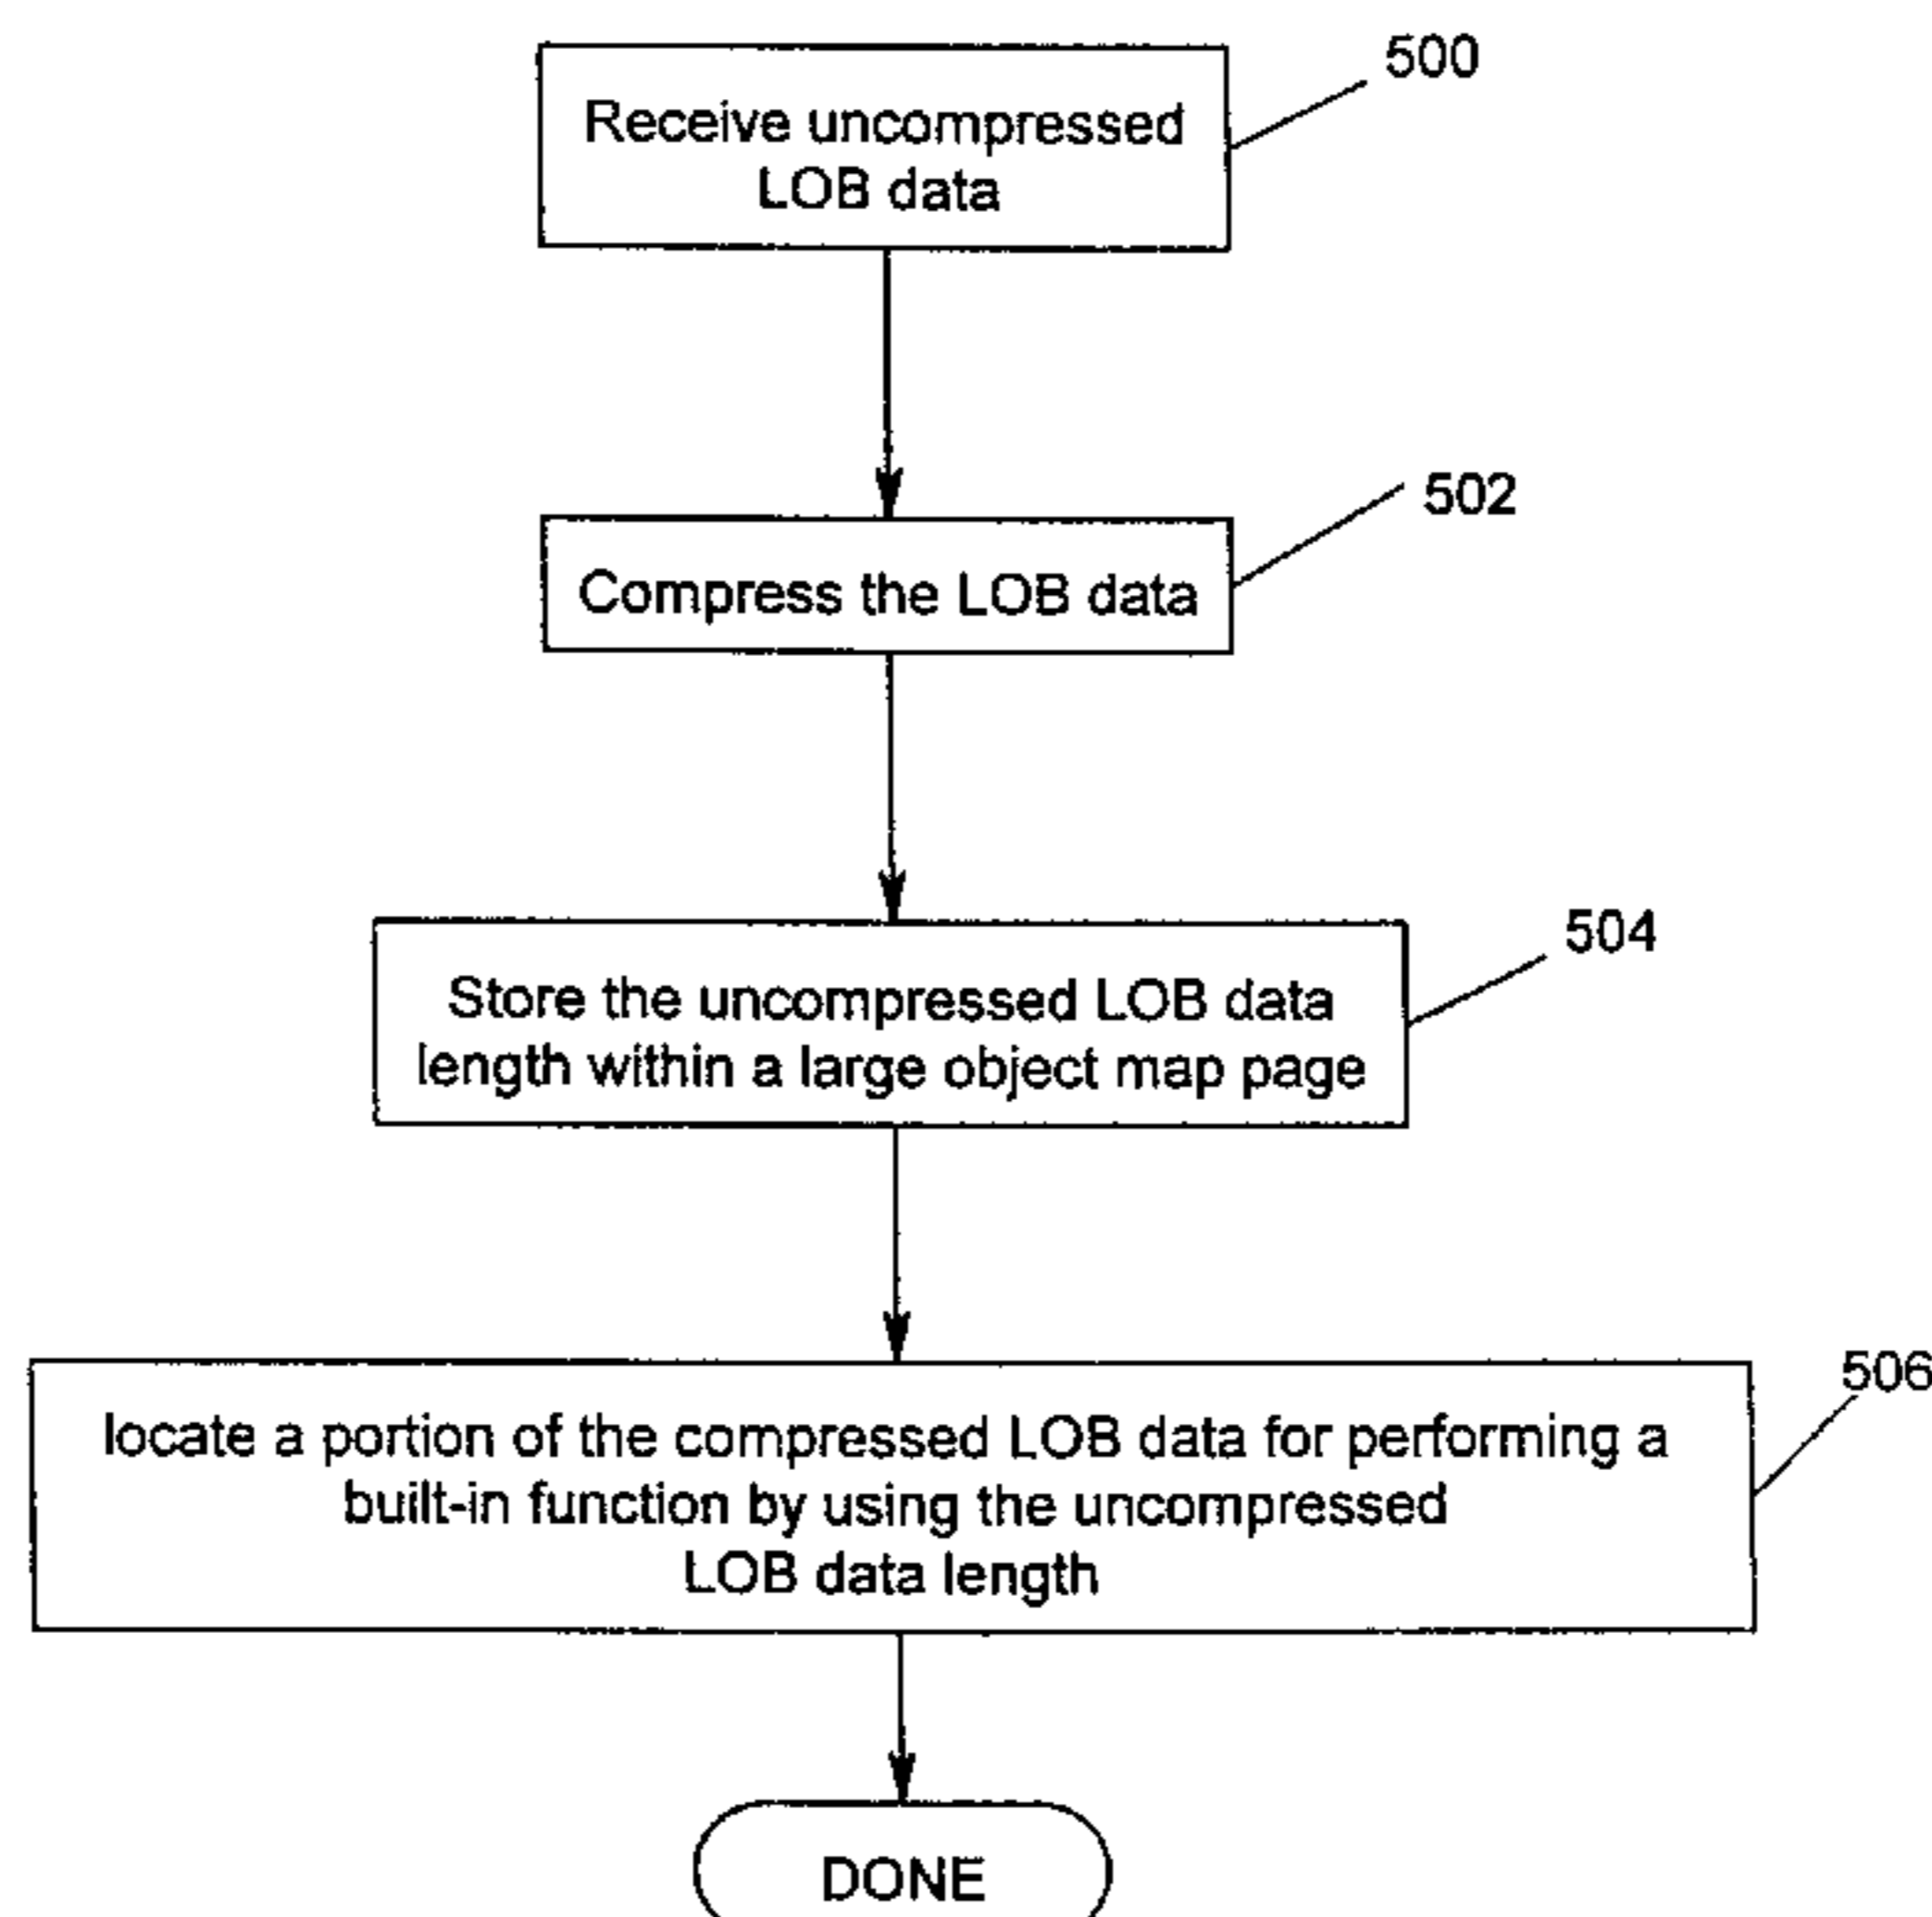 500
Receive uncompressed
LOB data
502
Compress the LOB data
504
Store the uncompressed LOB data
length within a large object map page
506
locate a portion of the compressed LOB data for performing a
built-in function by using the uncompressed
LOB data length
DONE